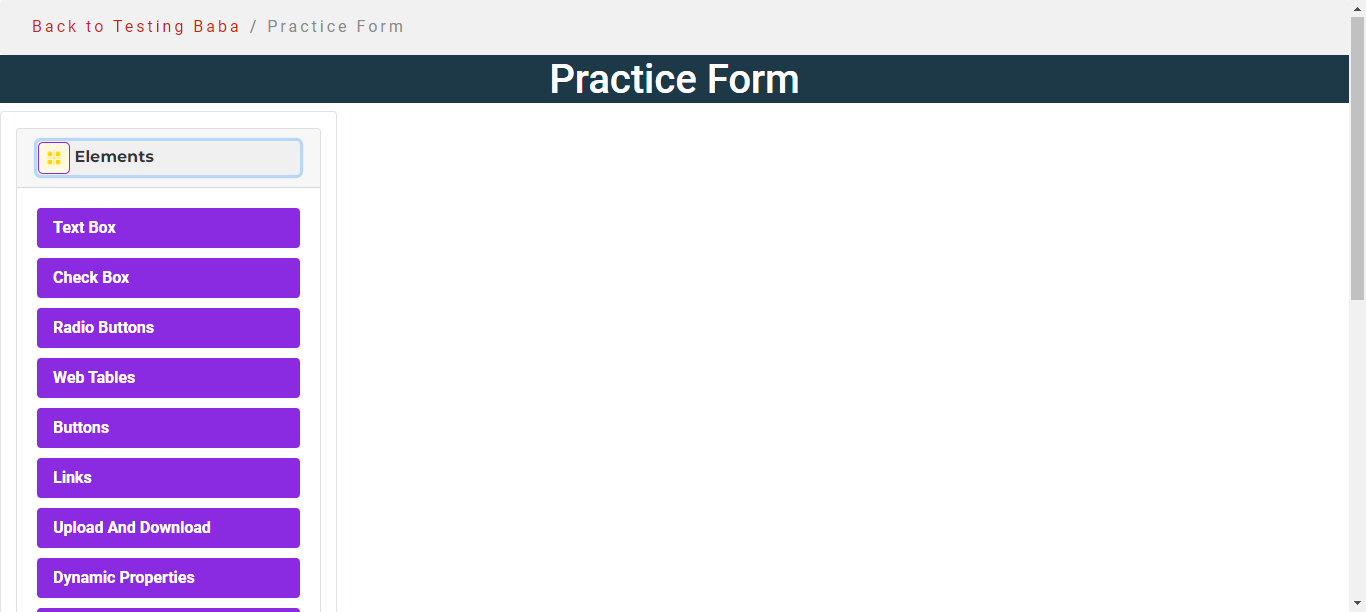 Back to Testing Baba / Practice Form
Practice Form
Elements
Text Box
Check Box
Radio Buttons
Web Tables
Buttons
Links
Upload And Download
Dynamic Properties